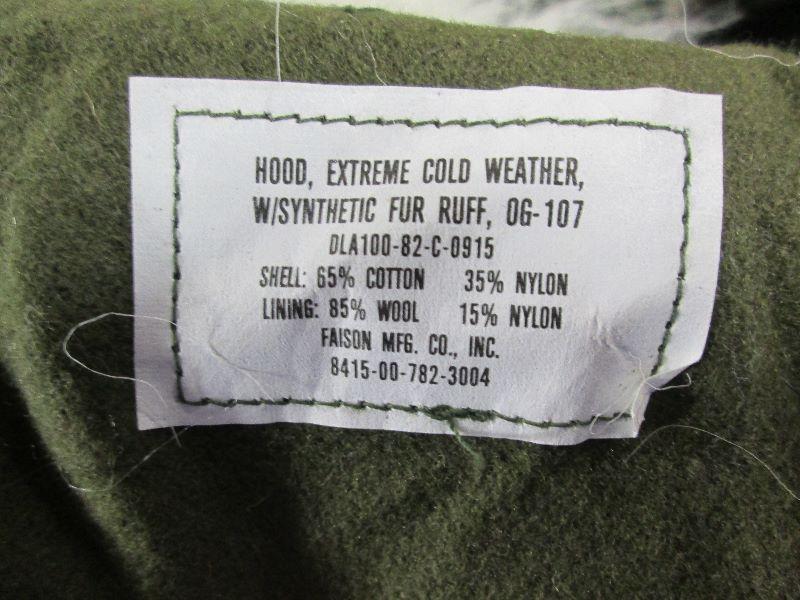 HOOD, EXTREME COLD WEATHER,
W/SYNTHETIC FUR RUFF, OG-107
DLA100-82-C-0915
SHELL: 65% COTTON 35% NYLON
LINING: 85% WOOL 15% NYLON
FAISON MFG. CO., INC.
8415-00-782-3004